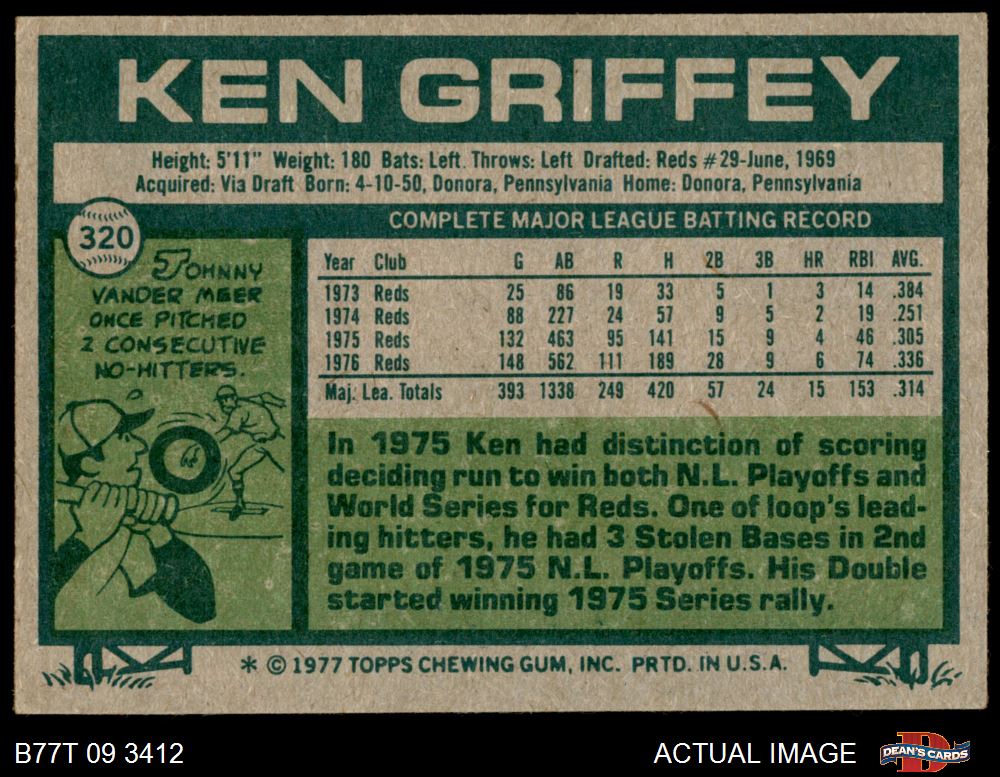 KEN GRIFFEY
Height: 5'11" Weight: 180 Bats: Left. Throws: Left Drafted: Reds #29-June, 1969
Acquired: Via Draft Born: 4-10-50, Donora, Pennsylvania Home: Donora, Pennsylvania
320
COMPLETE MAJOR LEAGUE BATTING RECORD
JOHNNY
VANDER MEER
ONCE PITCHED
2 CONSECUTIVE
NO-HITTERS.
Year Club G AB R H 2B 3B HR RBI AVG.
1973 Reds 25 86 19 33 5 1 3 14 .384
1974 Reds 88 227 24 57 9 5 2 19 .251
1975 Reds 132 463 95 141 15 9 4 46 .305
1976 Reds 148 562 111 189 28 9 6 74 .336
Maj. Lea. Totals 393 1338 249 420 57 24 15 153 .314
In 1975 Ken had distinction of scoring
deciding run to win both N.L. Playoffs and
World Series for Reds. One of loop's lead-
ing hitters, he had 3 Stolen Bases in 2nd
game of 1975 N.L. Playoffs. His Double
started winning 1975 Series rally.
* © 1977 TOPPS CHEWING GUM, INC. PRTD. IN U.S.A.
B77T 09 3412
ACTUAL IMAGE
DEAN'S CARDS